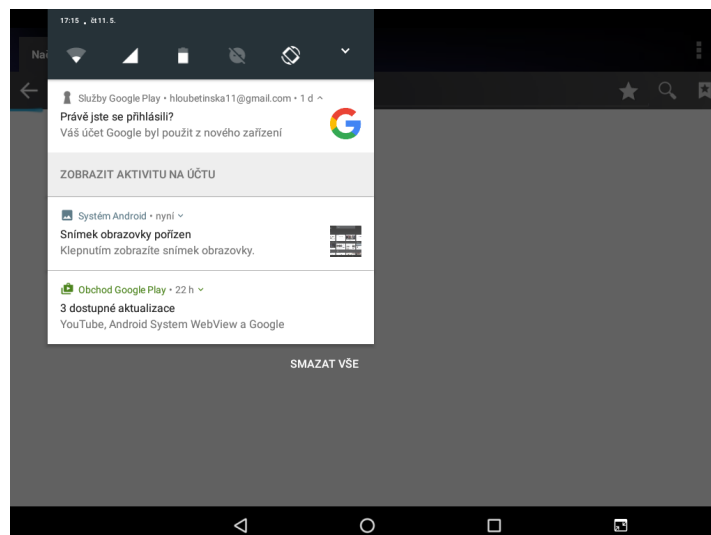 17:15 , čt 11. 5.
Nač
Služby Google Play • hloubetinska11@gmail.com • 1 d
Právě jste se přihlásili?
Váš účet Google byl použit z nového zařízení
ZOBRAZIT AKTIVITU NA ÚČTU
Systém Android • nyní
Snímek obrazovky pořízen
Klepnutím zobrazíte snímek obrazovky.
Obchod Google Play • 22 h
3 dostupné aktualizace
YouTube, Android System WebView a Google
SMAZAT VŠE